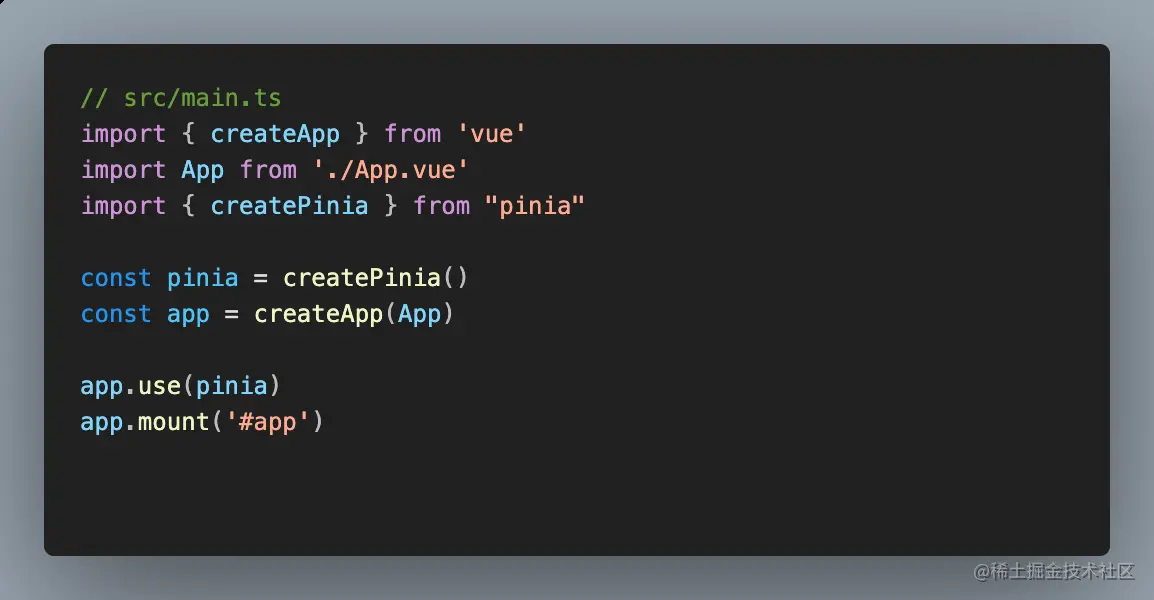 // src/main.ts
import { createApp } from 'vue'
import App from './App.vue'
import { createPinia } from "pinia"
const pinia = createPinia()
const app = createApp(App)
app.use(pinia)
app.mount('#app')
@稀土掘金技术社区